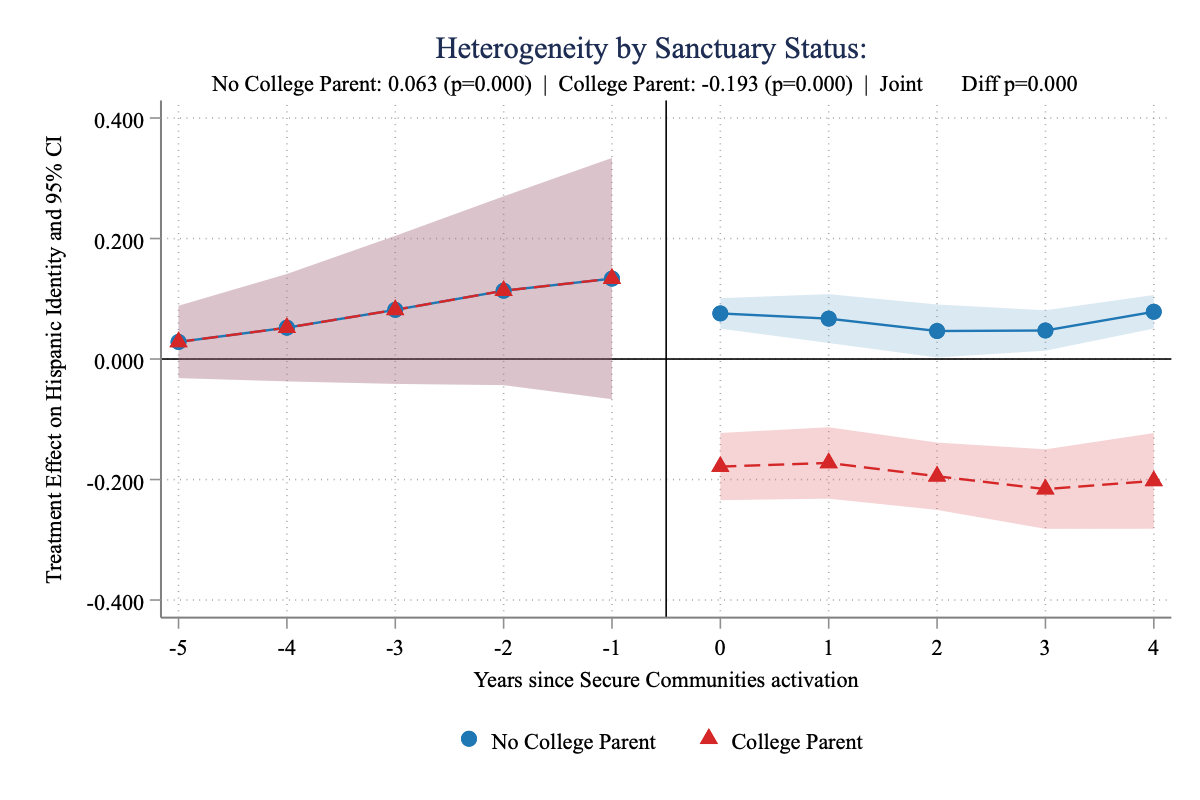 Heterogeneity by Sanctuary Status:
No College Parent: 0.063 (p=0.000) | College Parent: -0.193 (p=0.000) | Joint Diff p=0.000
Treatment Effect on Hispanic Identity and 95% CI
0.400
0.200
0.000
-0.200
-0.400
-5 -4 -3 -2 -1 0 1 2 3 4
Years since Secure Communities activation
No College Parent College Parent